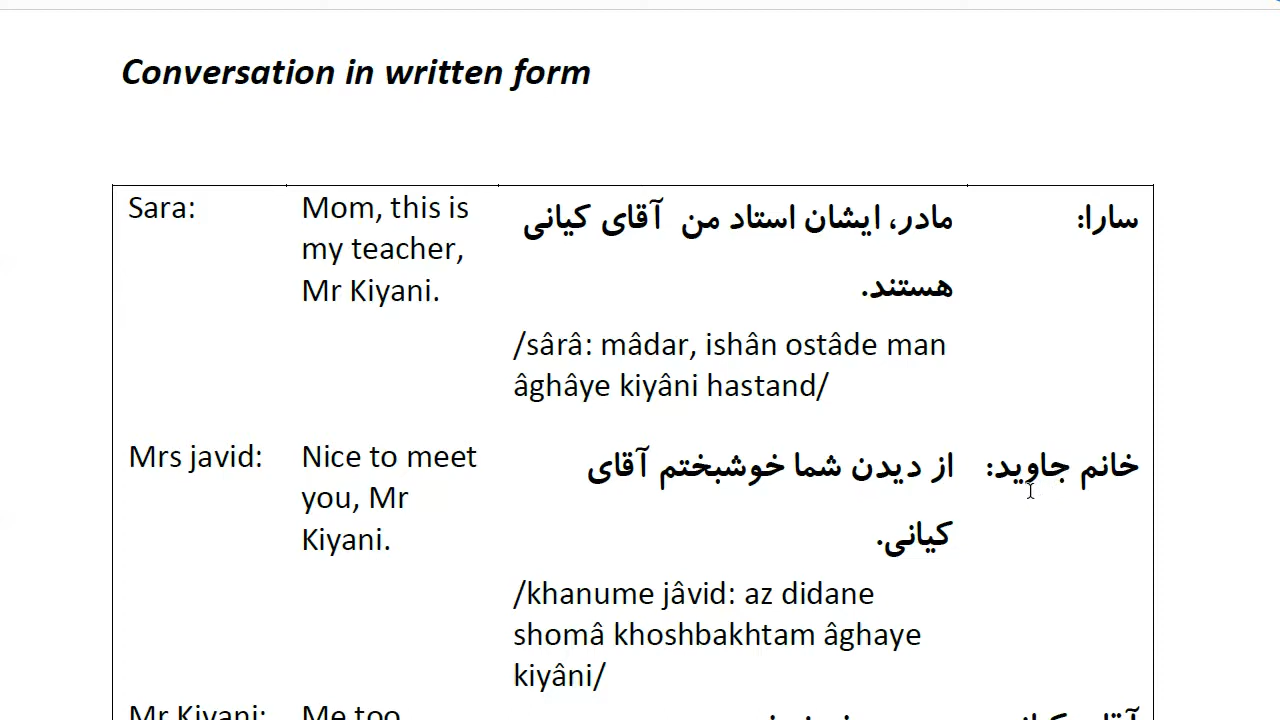 Conversation in written form
Sara:
Mom, this is
my teacher,
Mr Kiyani.
مادر، ایشان استاد من آقای کیانی
هستند.
/sârâ: mâdar, ishân ostâde man
âghâye kiyâni hastand/
سارا:
Mrs javid:
Nice to meet
you, Mr
Kiyani.
از دیدن شما خوشبختم آقای
کیانی.
/khanume jâvid: az didane
shomâ khoshbakhtam âghaye
kiyâni/
خانم جاوید:
Mr Kiyani:
Me too